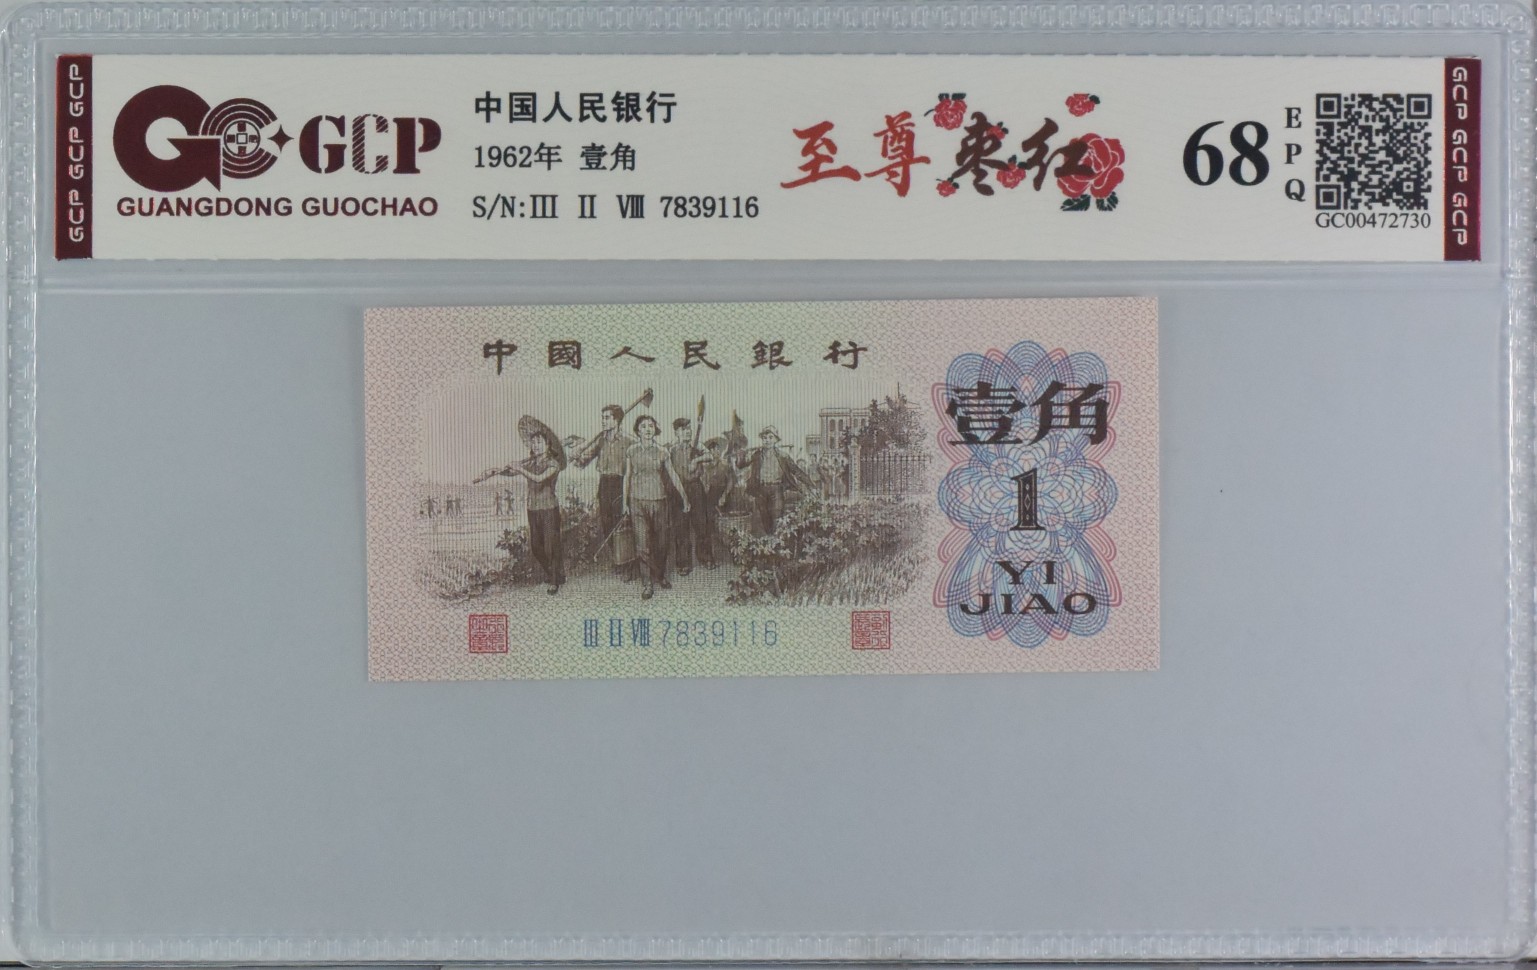 GCP GCP GCP
GCP
GUANGDONG GUOCHAO
中国人民银行
1962年 壹角
S/N:III II VIII 7839116
至尊枣红
68
EPQ
GC00472730
GCP GCP GCP
中國人民銀行
壹角
1
YI
JIAO
III II VIII 7839116